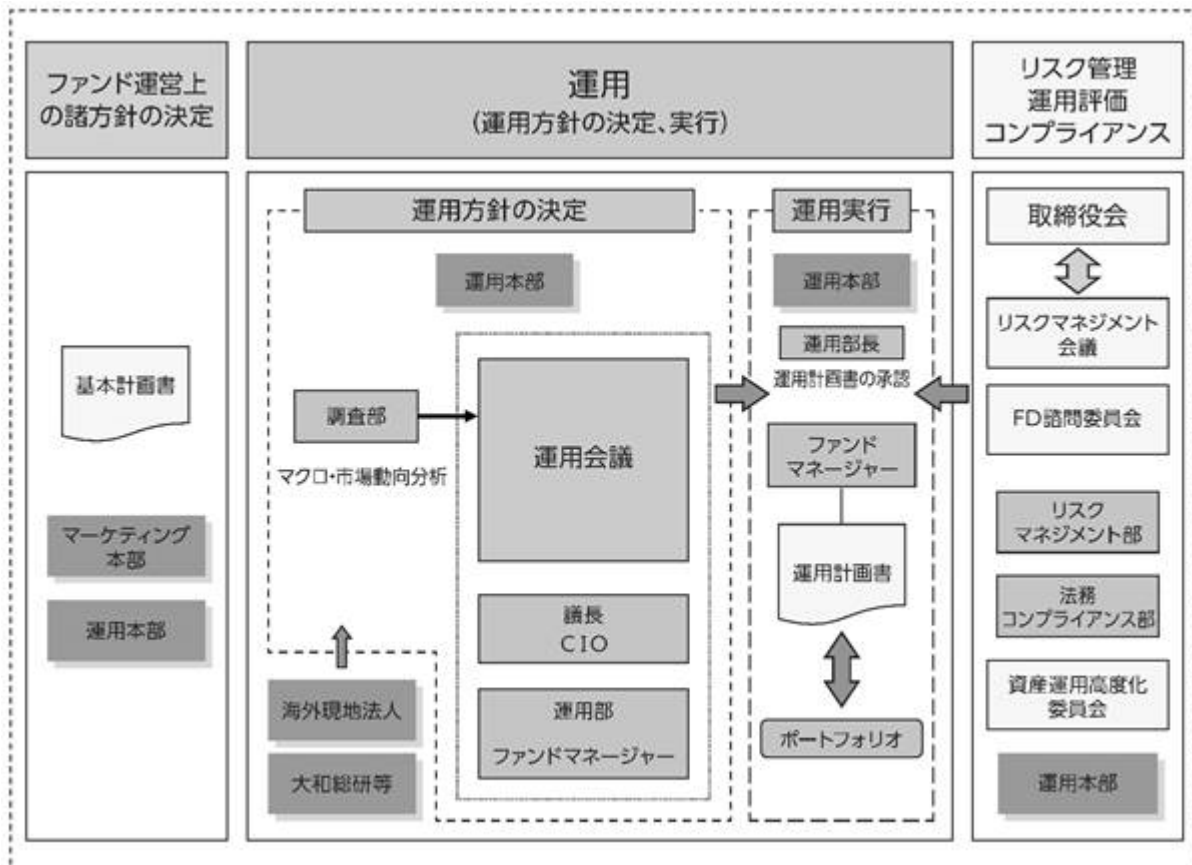 ファンド運営上
の諸方針の決定
運用
(運用方針の決定、実行)
リスク管理
運用評価
コンプライアンス
基本計画書
マーケティング
本部
運用本部
運用方針の決定
運用本部
調査部
マクロ・市場動向分析
運用会議
議長
CIO
運用部
ファンドマネージャー
海外現地法人
大和総研等
運用実行
運用本部
運用部長
運用計画書の承認
ファンド
マネージャー
運用計画書
ポートフォリオ
取締役会
リスクマネジメント
会議
FD諮問委員会
リスク
マネジメント部
法務
コンプライアンス部
資産運用高度化
委員会
運用本部